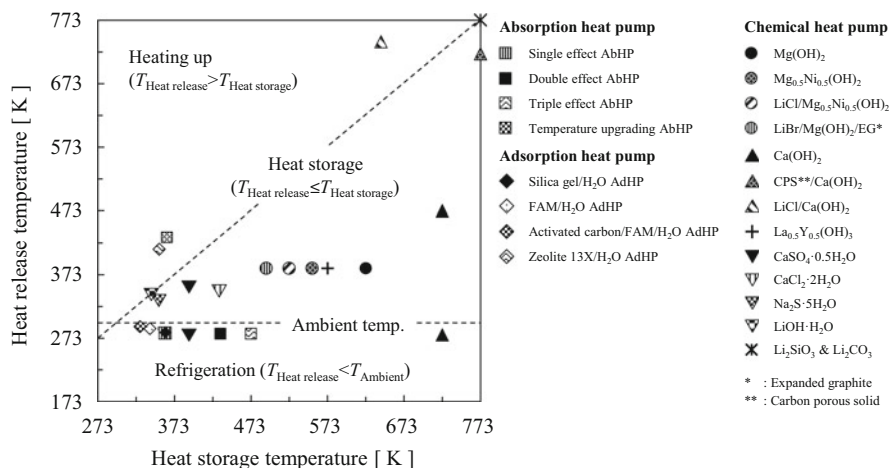 Heat release temperature [ K ]
773
673
573
473
373
273
173
273
373
473
573
673
773
Heat storage temperature [ K ]
Heating up
(T_Heat release>T_Heat storage)
Heat storage
(T_Heat release≤T_Heat storage)
Ambient temp.
Refrigeration (T_Heat release<T_Ambient)
Absorption heat pump
Single effect AbHP
Double effect AbHP
Triple effect AbHP
Temperature upgrading AbHP
Adsorption heat pump
Silica gel/H₂O AdHP
FAM/H₂O AdHP
Activated carbon/FAM/H₂O AdHP
Zeolite 13X/H₂O AdHP
Chemical heat pump
Mg(OH)₂
Mg₀.₅Ni₀.₅(OH)₂
LiCl/Mg₀.₅Ni₀.₅(OH)₂
LiBr/Mg(OH)₂/EG*
Ca(OH)₂
CPS**/Ca(OH)₂
LiCl/Ca(OH)₂
La₀.₅Y₀.₅(OH)₃
CaSO₄·0.5H₂O
CaCl₂·2H₂O
Na₂S·5H₂O
LiOH·H₂O
Li₂SiO₃ & Li₂CO₃
* : Expanded graphite
** : Carbon porous solid